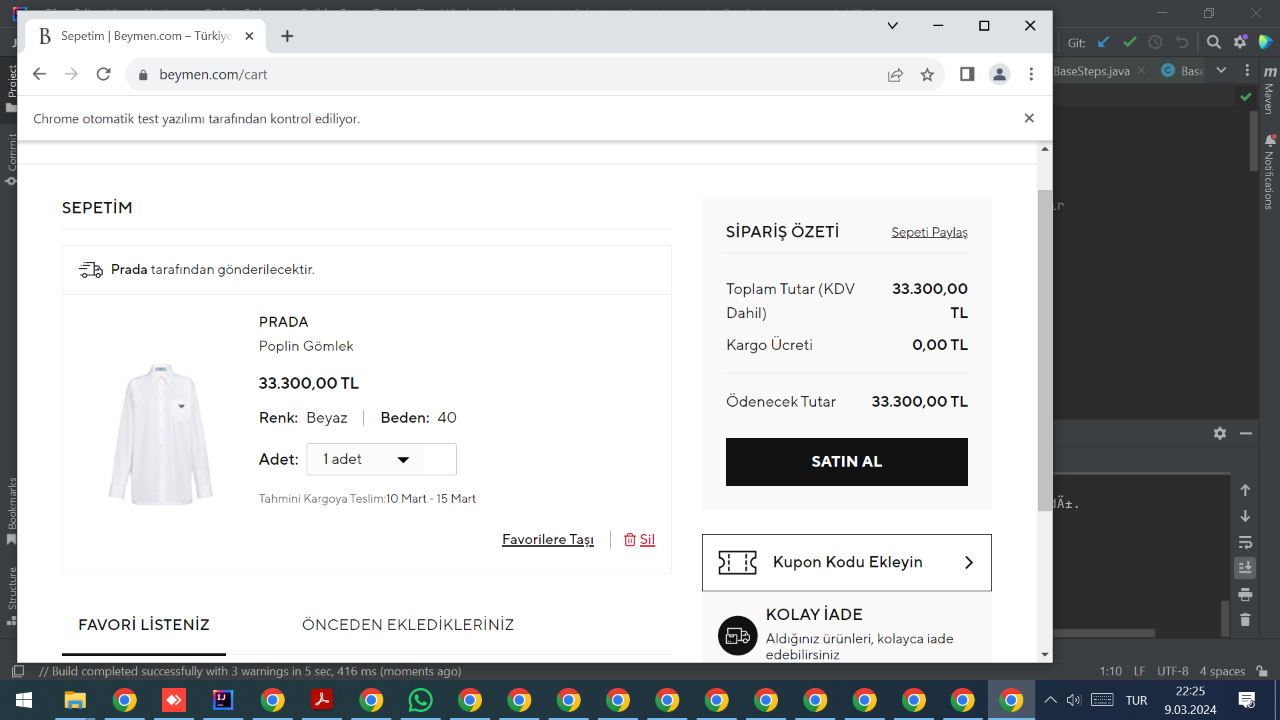 Sepetim | Beymen.com – Türkiye
beymen.com/cart
Chrome otomatik test yazılımı tarafından kontrol ediliyor.
Git:
BaseSteps.java
Base
Project
Commit
Bookmarks
Structure
Maven
Notifications
SEPETİM
Prada tarafından gönderilecektir.
PRADA
Poplin Gömlek
33.300,00 TL
Renk: Beyaz
Beden: 40
Adet: 1 adet
Tahmini Kargoya Teslim:10 Mart - 15 Mart
Favorilere Taşı
Sil
FAVORİ LİSTENİZ
ÖNCEDEN EKLEDİKLERİNİZ
SİPARİŞ ÖZETİ
Sepeti Paylaş
Toplam Tutar (KDV Dahil)
33.300,00 TL
Kargo Ücreti
0,00 TL
Ödenecek Tutar
33.300,00 TL
SATIN AL
Kupon Kodu Ekleyin
KOLAY İADE
Aldığınız ürünleri, kolayca iade
edebilirsiniz
// Build completed successfully with 3 warnings in 5 sec, 416 ms (moments ago)
1:10 LF UTF-8 4 spaces
TUR
22:25
9.03.2024